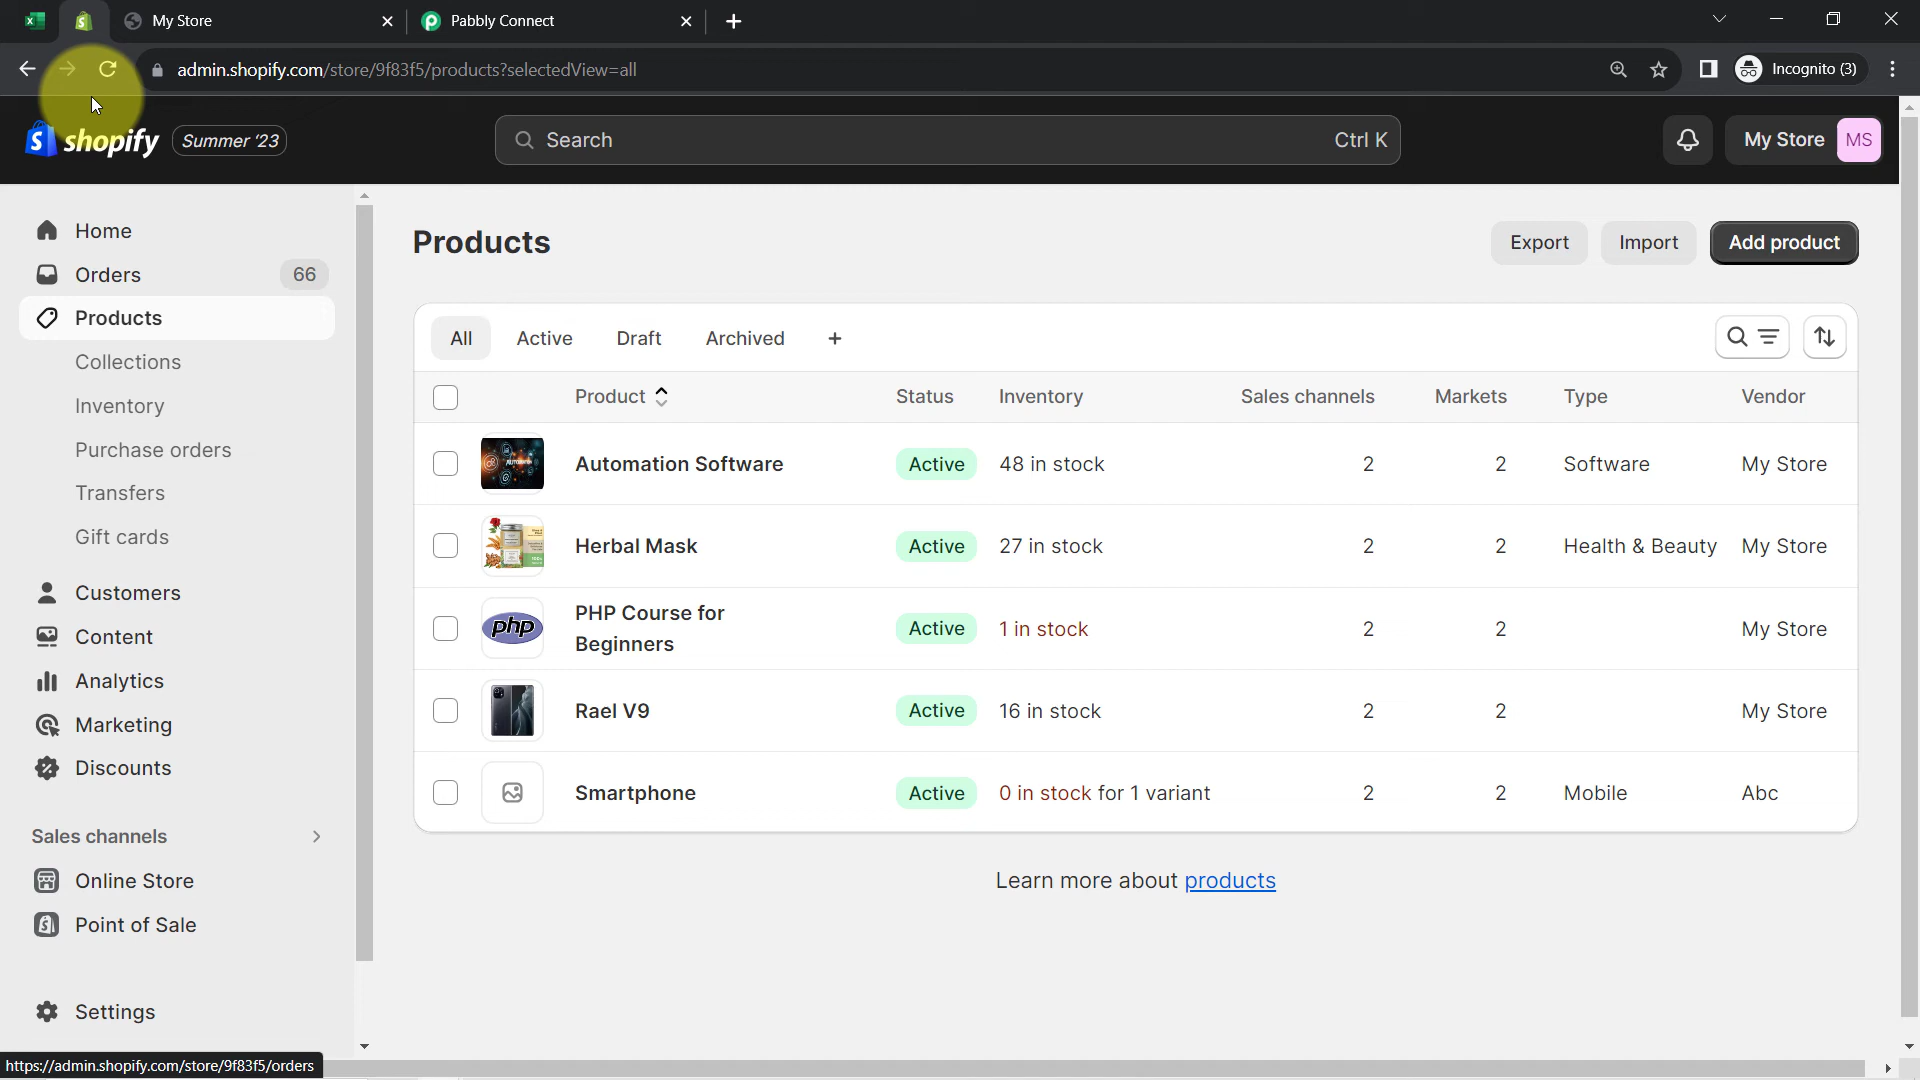 My Store
Pabbly Connect
admin.shopify.com/store/9f83f5/products?selectedView=all
Incognito (3)
shopify
Summer '23
Search
Ctrl K
My Store
MS
Home
Orders
66
Products
Collections
Inventory
Purchase orders
Transfers
Gift cards
Customers
Content
Analytics
Marketing
Discounts
Sales channels
Online Store
Point of Sale
Settings
https://admin.shopify.com/store/9f83f5/orders
Products
Export
Import
Add product
All
Active
Draft
Archived
+
Product
Status
Inventory
Sales channels
Markets
Type
Vendor
Automation Software
Active
48 in stock
2
2
Software
My Store
Herbal Mask
Active
27 in stock
2
2
Health & Beauty
My Store
php
PHP Course for
Beginners
Active
1 in stock
2
2
My Store
Rael V9
Active
16 in stock
2
2
My Store
Smartphone
Active
0 in stock for 1 variant
2
2
Mobile
Abc
Learn more about products